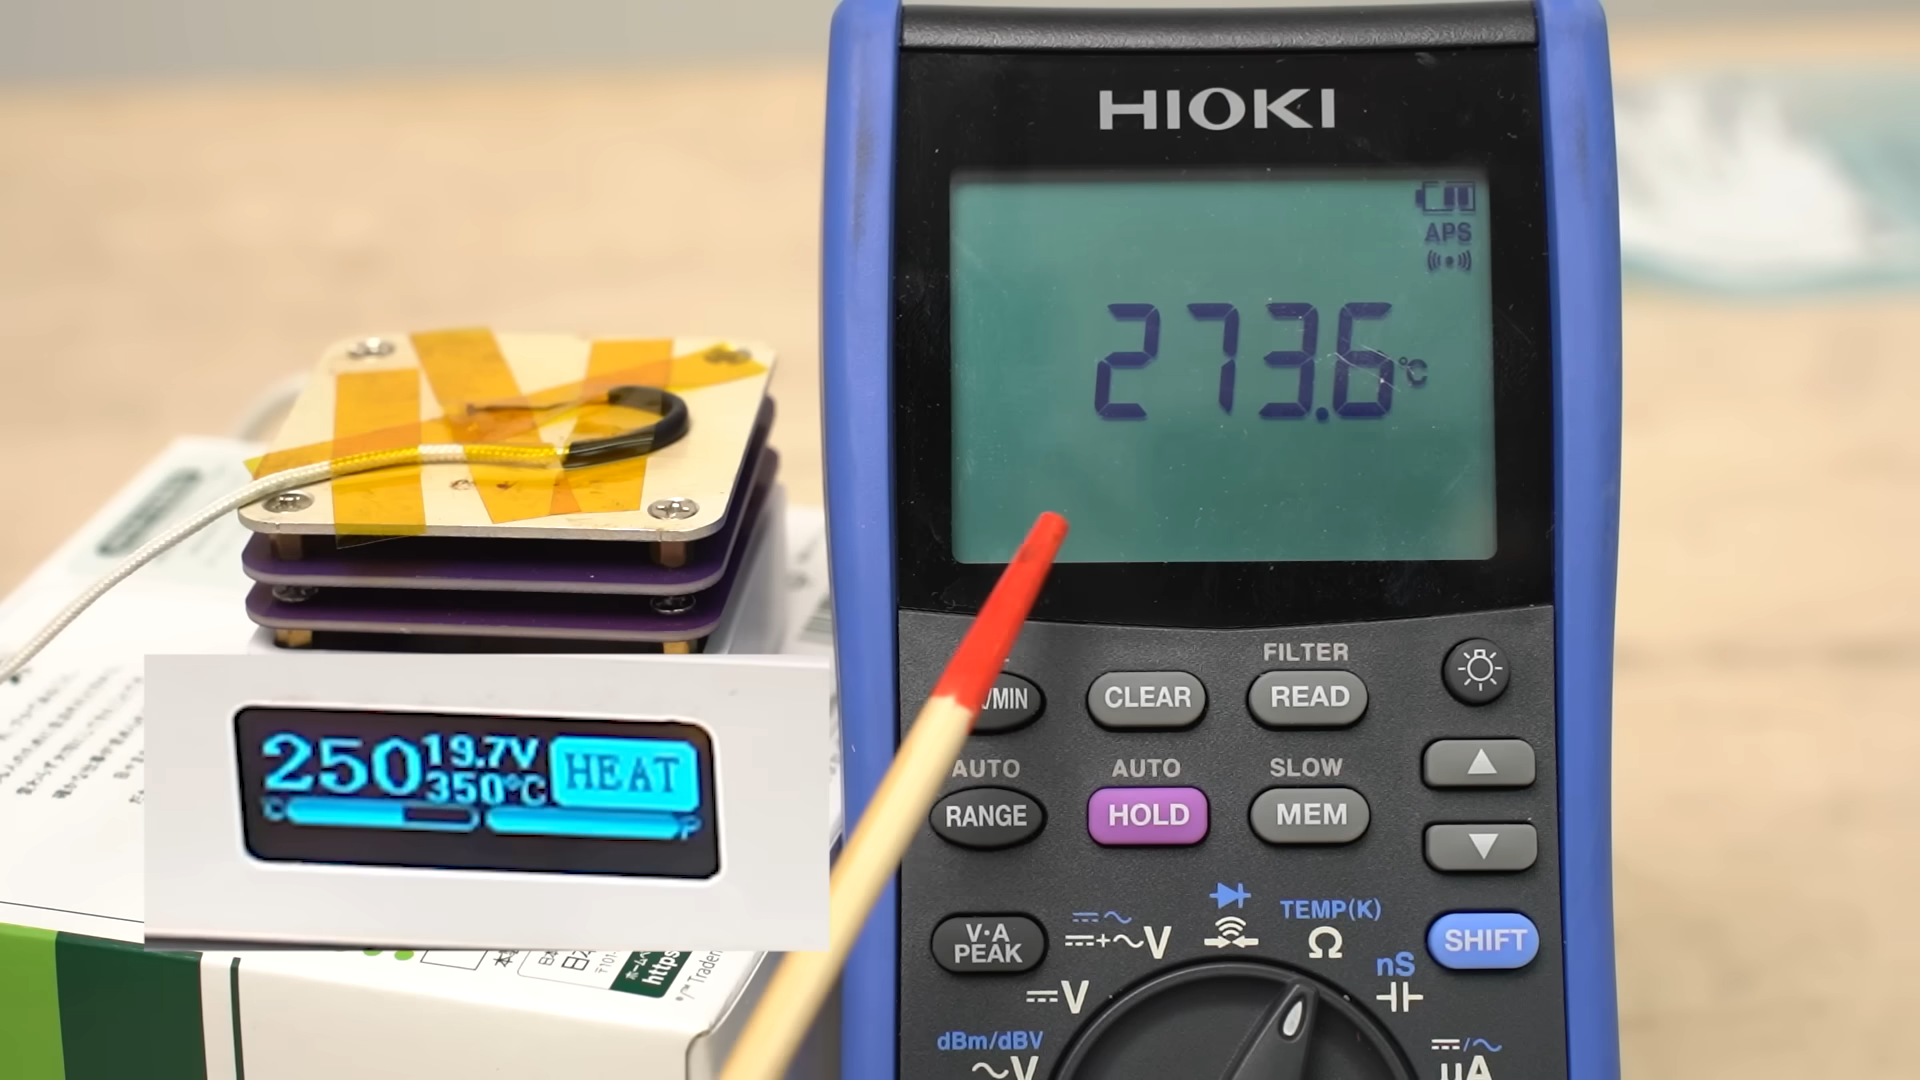 HIOKI
APS
273.6°C
FILTER
/MIN
CLEAR
READ
AUTO
AUTO
SLOW
RANGE
HOLD
MEM
V·A
PEAK
V
TEMP(K)
Ω
SHIFT
nS
V
dBm/dBV
~V
μA
250
19.7V
350°C
HEAT
C
P
https